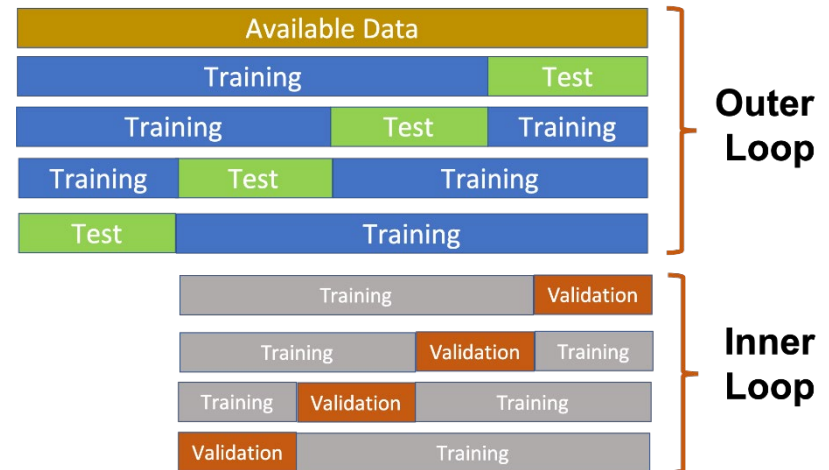 Available Data
Training Test
Training Test Training
Training Test Training
Test Training
Outer
Loop
Training Validation
Training Validation Training
Training Validation Training
Validation Training
Inner
Loop